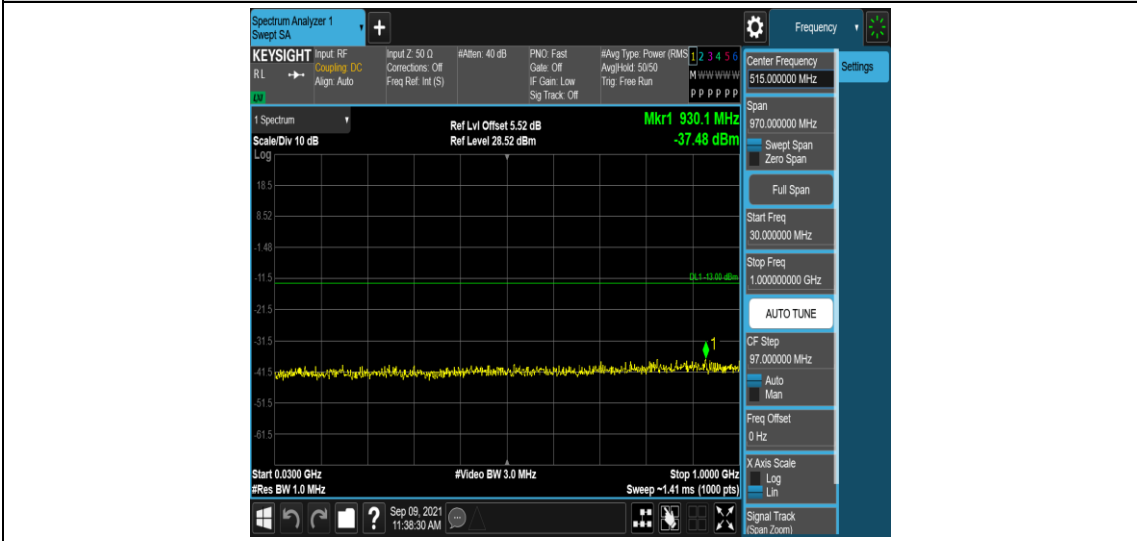 Spectrum Analyzer 1
Swept SA
+
Frequency
KEYSIGHT
RL
LXI
Input: RF
Coupling: DC
Align: Auto
Input Z: 50 Ω
Corrections: Off
Freq Ref: Int (S)
#Atten: 40 dB
PNO: Fast
Gate: Off
IF Gain: Low
Sig Track: Off
#Avg Type: Power (RMS
Avg|Hold: 50/50
Trig: Free Run
1 2 3 4 5 6
M W W W W W
P P P P P P
1 Spectrum
Scale/Div 10 dB
Ref Lvl Offset 5.52 dB
Ref Level 28.52 dBm
Mkr1 930.1 MHz
-37.48 dBm
Log
18.5
8.52
-1.48
-11.5
DL1 -13.00 dBm
-21.5
-31.5
1
-41.5
-51.5
-61.5
Start 0.0300 GHz
#Video BW 3.0 MHz
Stop 1.0000 GHz
#Res BW 1.0 MHz
Sweep ~1.41 ms (1000 pts)
?
Sep 09, 2021
11:38:30 AM
Center Frequency
515.000000 MHz
Settings
Span
970.000000 MHz
Swept Span
Zero Span
Full Span
Start Freq
30.000000 MHz
Stop Freq
1.000000000 GHz
AUTO TUNE
CF Step
97.000000 MHz
Auto
Man
Freq Offset
0 Hz
X Axis Scale
Log
Lin
Signal Track
(Span Zoom)